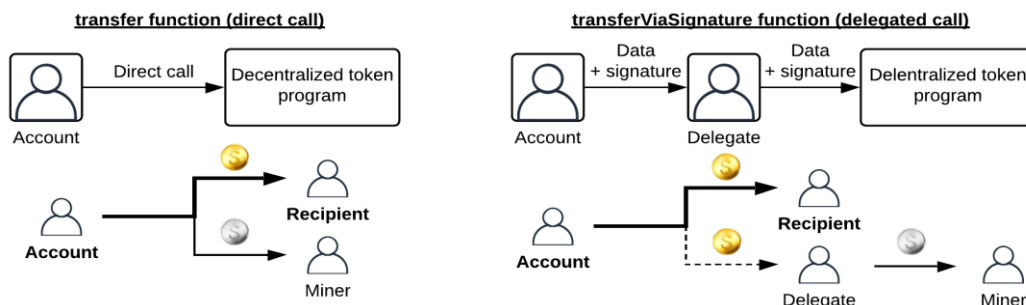 transfer function (direct call)
Direct call
Decentralized token
program
Account
$
Account
Recipient
$
Miner
transferViaSignature function (delegated call)
Data
+ signature
Data
+ signature
Delentralized token
program
Account
Delegate
$
Account
Recipient
$
$
Delegate
Miner